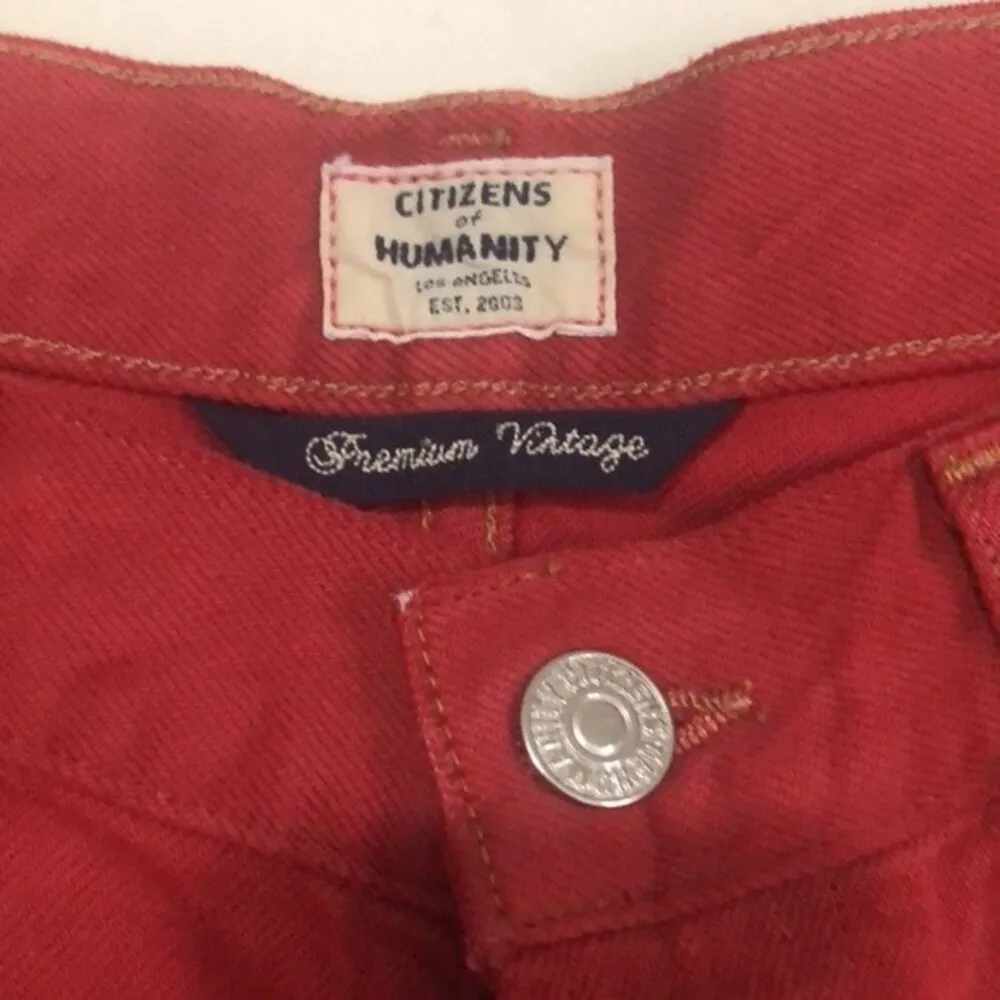 CITIZENS
OF
HUMANITY
LOS ANGELES
EST. 2003
Premium Vintage